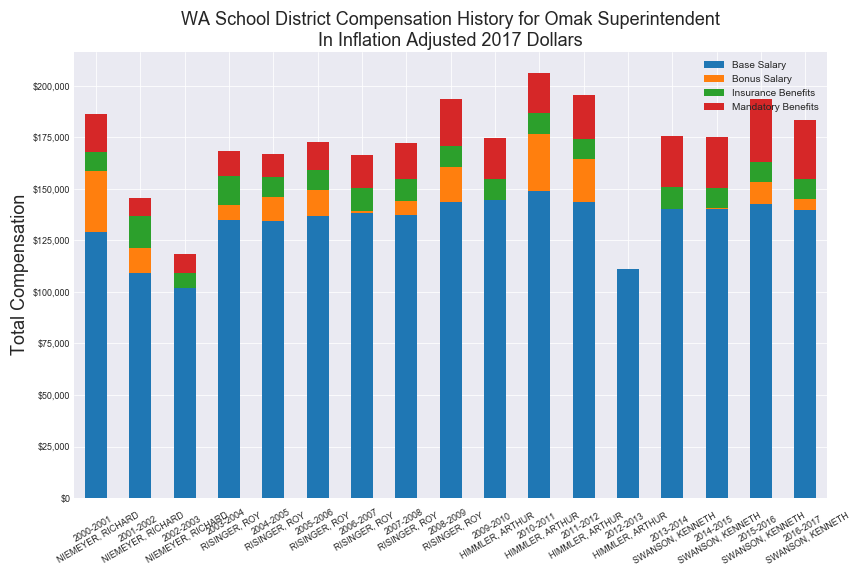 WA School District Compensation History for Omak Superintendent
In Inflation Adjusted 2017 Dollars
Base Salary
Bonus Salary
Insurance Benefits
Mandatory Benefits
Total Compensation
$200,000
$175,000
$150,000
$125,000
$100,000
$75,000
$50,000
$25,000
$0
2000-2001
NIEMEYER, RICHARD
2001-2002
NIEMEYER, RICHARD
2002-2003
NIEMEYER, RICHARD
2003-2004
RISINGER, ROY
2004-2005
RISINGER, ROY
2005-2006
RISINGER, ROY
2006-2007
RISINGER, ROY
2007-2008
RISINGER, ROY
2008-2009
RISINGER, ROY
2009-2010
HIMMLER, ARTHUR
2010-2011
HIMMLER, ARTHUR
2011-2012
HIMMLER, ARTHUR
2012-2013
HIMMLER, ARTHUR
2013-2014
SWANSON, KENNETH
2014-2015
SWANSON, KENNETH
2015-2016
SWANSON, KENNETH
2016-2017
SWANSON, KENNETH